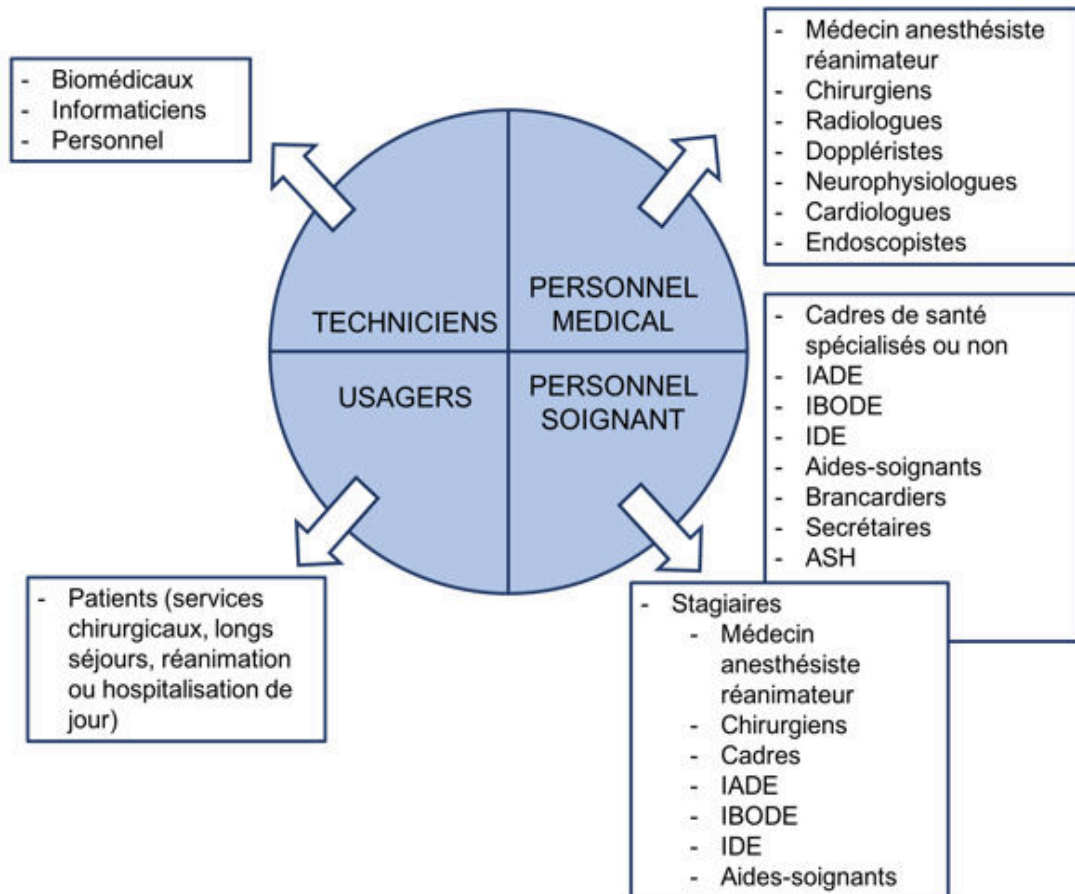 - Biomédicaux
- Informaticiens
- Personnel
- Médecin anesthésiste
réanimateur
- Chirurgiens
- Radiologues
- Doppléristes
- Neurophysiologues
- Cardiologues
- Endoscopistes
TECHNICIENS
PERSONNEL
MEDICAL
USAGERS
PERSONNEL
SOIGNANT
- Cadres de santé
spécialisés ou non
- IADE
- IBODE
- IDE
- Aides-soignants
- Brancardiers
- Secrétaires
- ASH
- Patients (services
chirurgicaux, longs
séjours, réanimation
ou hospitalisation de
jour)
- Stagiaires
- Médecin
anesthésiste
réanimateur
- Chirurgiens
- Cadres
- IADE
- IBODE
- IDE
- Aides-soignants